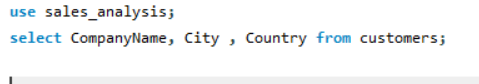 use sales_analysis;
select CompanyName, City , Country from customers;